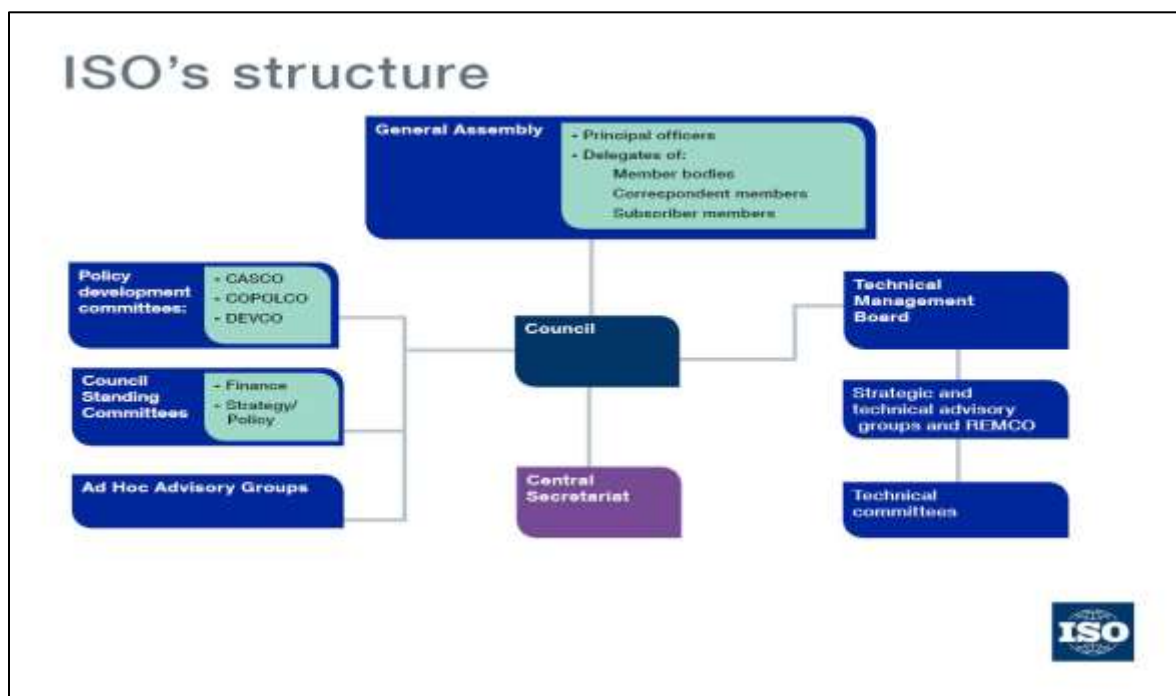 ISO's structure
General Assembly
- Principal officers
- Delegates of:
Member bodies
Correspondent members
Subscriber members
Policy
development
committees:
- CASCO
- COPOLCO
- DEVCO
Council
Standing
Committees
- Finance
- Strategy/
Policy
Ad Hoc Advisory Groups
Council
Central
Secretariat
Technical
Management
Board
Strategic and
technical advisory
groups and REMCO
Technical
committees
ISO